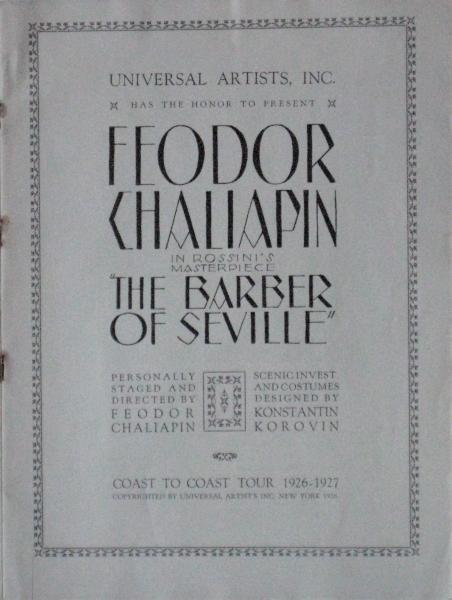 UNIVERSAL ARTISTS, INC.
HAS THE HONOR TO PRESENT
FEODOR
CHALIAPIN
IN ROSSINI'S
MASTERPIECE
"THE BARBER
OF SEVILLE"
PERSONALLY
STAGED AND
DIRECTED BY
FEODOR
CHALIAPIN
SCENIC INVEST.
AND COSTUMES
DESIGNED BY
KONSTANTIN
KOROVIN
COAST TO COAST TOUR 1926-1927
COPYRIGHTED BY UNIVERSAL ARTISTS INC. NEW YORK 1926